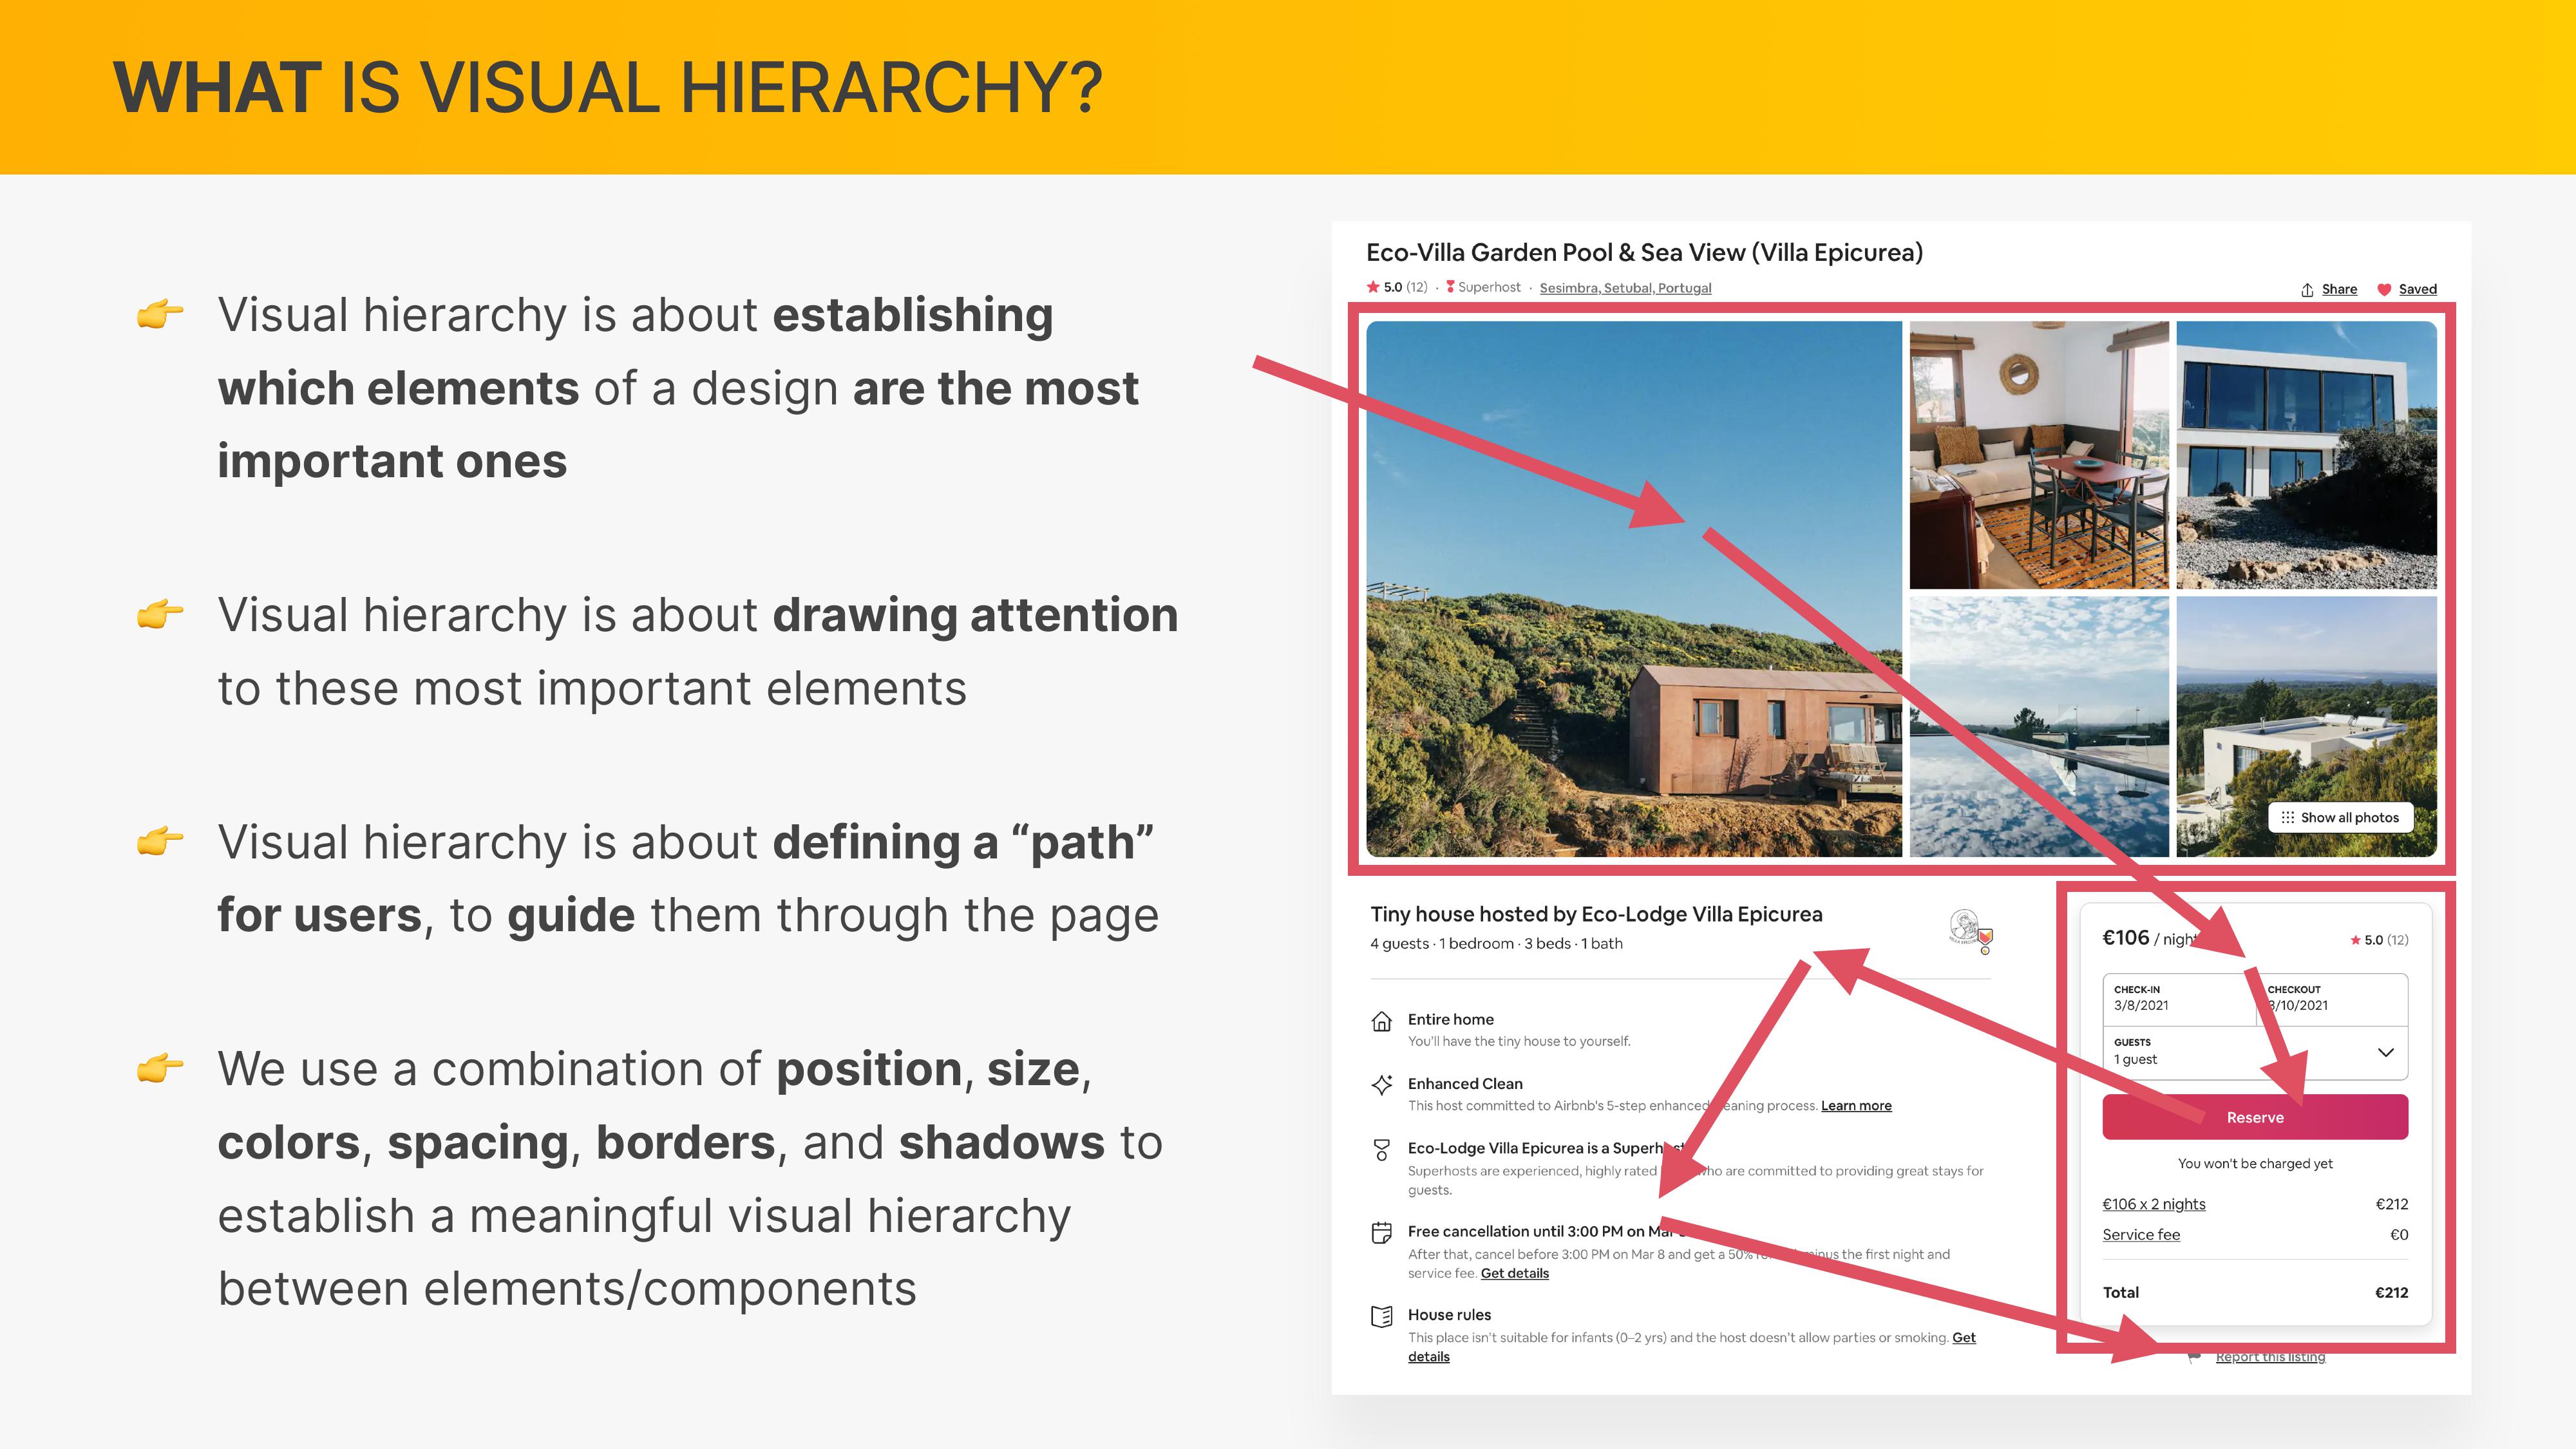 WHAT IS VISUAL HIERARCHY?
Visual hierarchy is about establishing
which elements of a design are the most
important ones
Visual hierarchy is about drawing attention
to these most important elements
Visual hierarchy is about defining a “path”
for users, to guide them through the page
We use a combination of position, size,
colors, spacing, borders, and shadows to
establish a meaningful visual hierarchy
between elements/components
Eco-Villa Garden Pool & Sea View (Villa Epicurea)
5.0 (12) · Superhost · Sesimbra, Setubal, Portugal
Share Saved
Show all photos
Tiny house hosted by Eco-Lodge Villa Epicurea
4 guests · 1 bedroom · 3 beds · 1 bath
Entire home
You'll have the tiny house to yourself.
Enhanced Clean
This host committed to Airbnb's 5-step enhanced process. Learn more
Eco-Lodge Villa Epicurea is a
Superhosts are experienced, highly rated who are committed to providing great stays for
guests.
Free cancellation until 3:00 PM on Mar
After that, cancel before 3:00 PM on Mar 8 and get a 50% minus the first night and
service fee. Get details
House rules
This place isn't suitable for infants (0–2 yrs) and the host doesn't allow parties or smoking. Get
details
€106 / night
5.0 (12)
CHECK-IN
3/8/2021
CHECKOUT
3/10/2021
GUESTS
1 guest
Reserve
You won't be charged yet
€106 x 2 nights €212
Service fee €0
Total €212
Report this listing